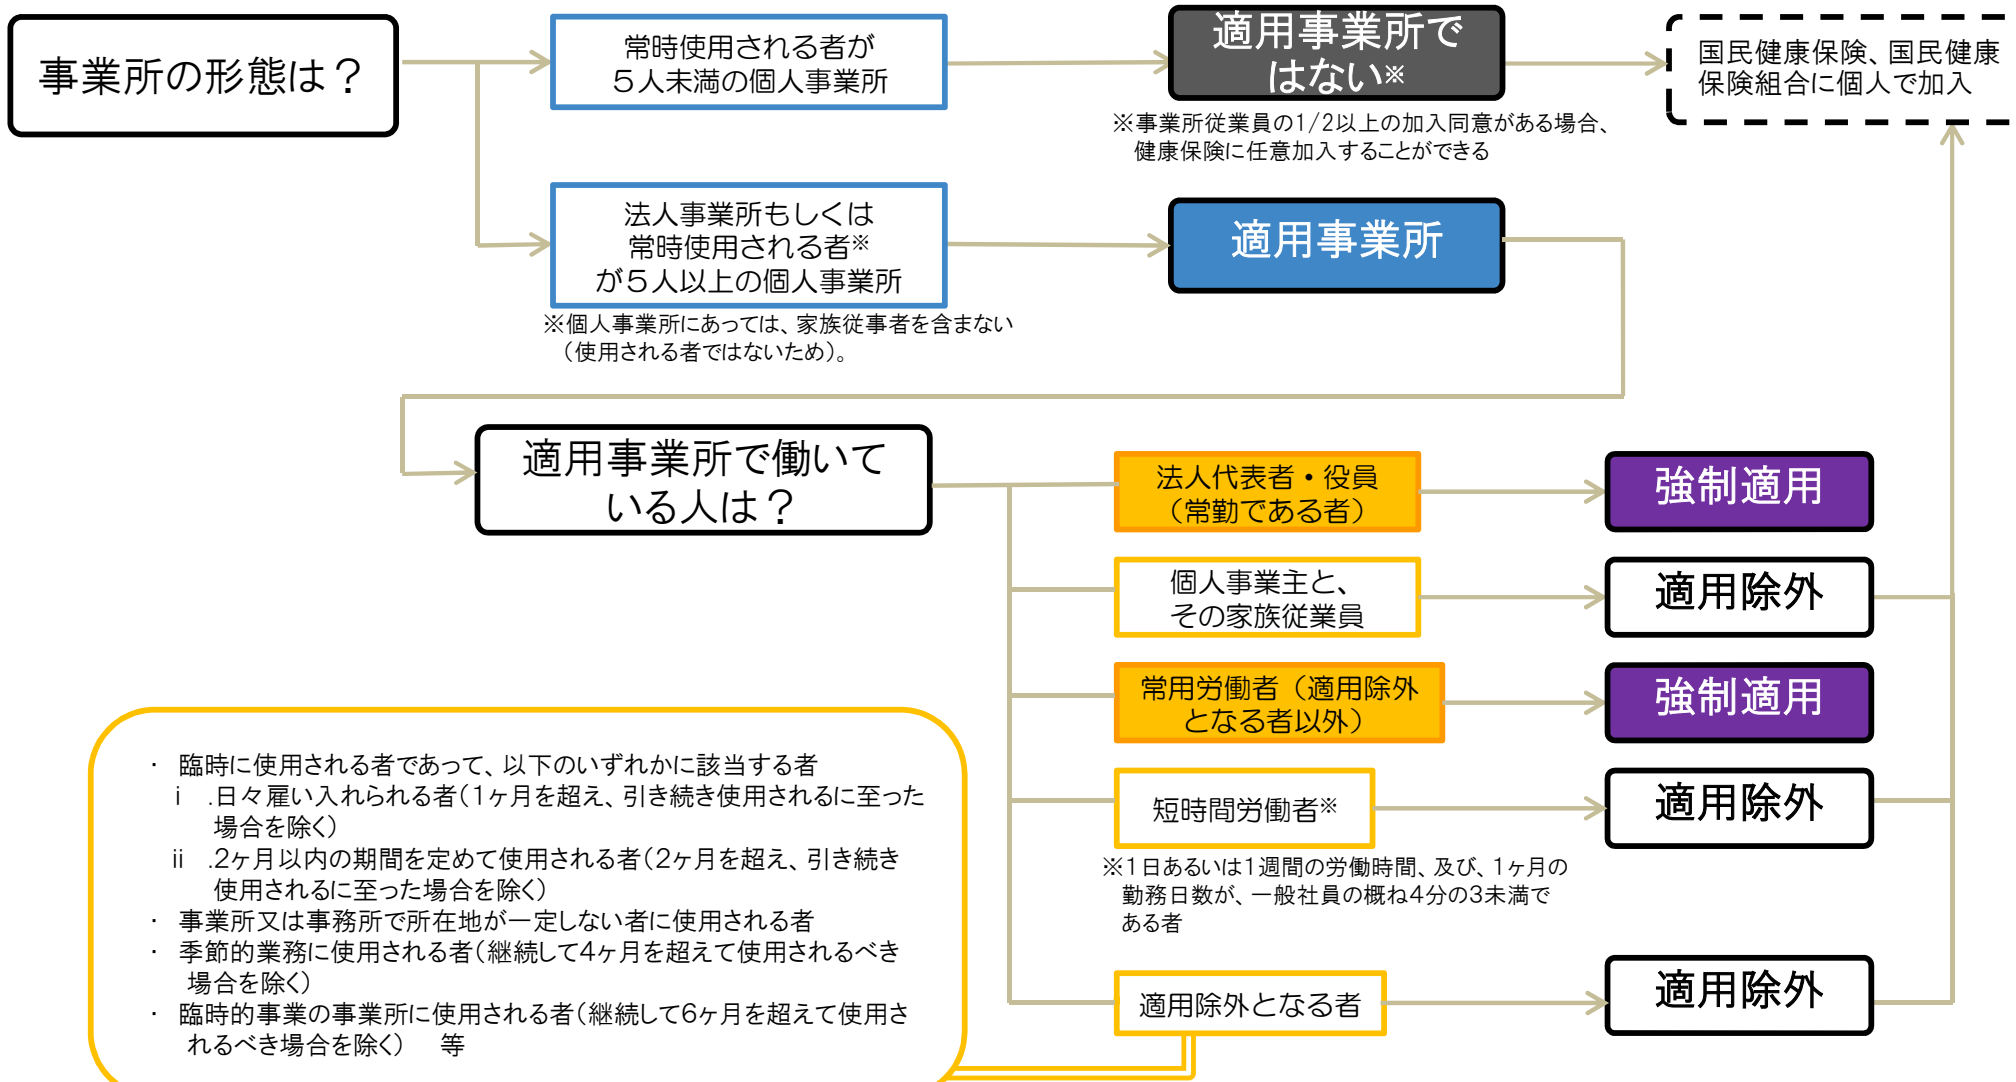 事業所の形態は？
常時使用される者が
５人未満の個人事業所
適用事業所で
はない※
国民健康保険、国民健康
保険組合に個人で加入
※事業所従業員の1/2以上の加入同意がある場合、
健康保険に任意加入することができる
法人事業所もしくは
常時使用される者※
が５人以上の個人事業所
適用事業所
※個人事業所にあっては、家族従事者を含まない
（使用される者ではないため）。
適用事業所で働いて
いる人は？
法人代表者・役員
（常勤である者）
強制適用
個人事業主と、
その家族従業員
適用除外
常用労働者（適用除外
となる者以外）
強制適用
短時間労働者※
適用除外
※１日あるいは１週間の労働時間、及び、１ヶ月の
勤務日数が、一般社員の概ね４分の３未満で
ある者
適用除外となる者
適用除外
・ 臨時に使用される者であって、以下のいずれかに該当する者
ⅰ .日々雇い入れられる者（１ヶ月を超え、引き続き使用されるに至った
場合を除く）
ⅱ .２ヶ月以内の期間を定めて使用される者（２ヶ月を超え、引き続き
使用されるに至った場合を除く）
・ 事業所又は事務所で所在地が一定しない者に使用される者
・ 季節的業務に使用される者（継続して４ヶ月を超えて使用されるべき
場合を除く）
・ 臨時的事業の事業所に使用される者（継続して６ヶ月を超えて使用さ
れるべき場合を除く） 等